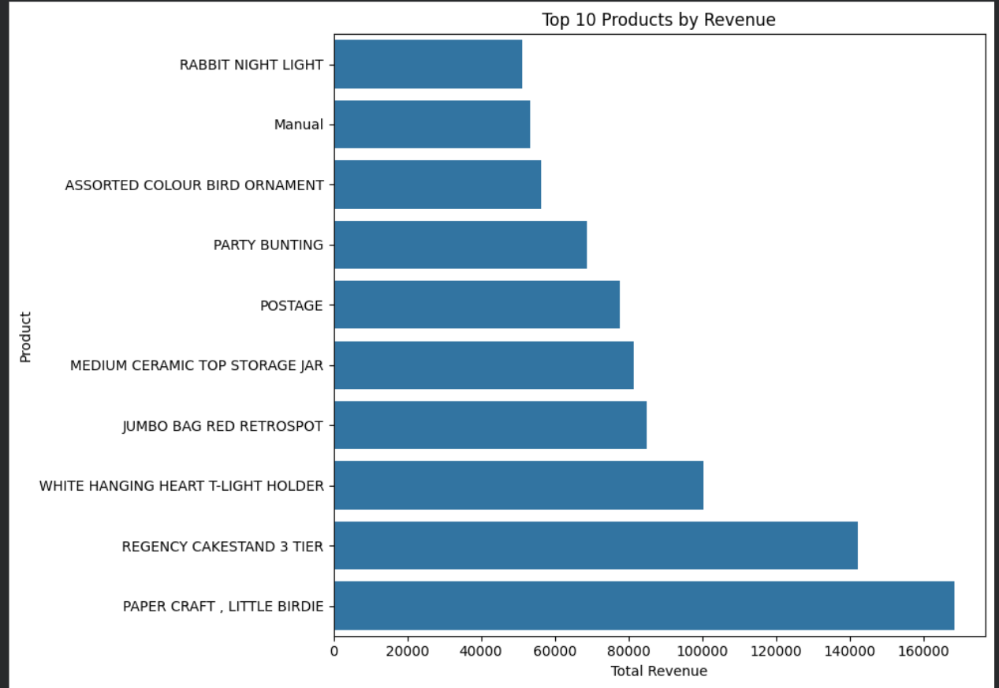 Top 10 Products by Revenue
RABBIT NIGHT LIGHT
Manual
ASSORTED COLOUR BIRD ORNAMENT
PARTY BUNTING
POSTAGE
Product
MEDIUM CERAMIC TOP STORAGE JAR
JUMBO BAG RED RETROSPOT
WHITE HANGING HEART T-LIGHT HOLDER
REGENCY CAKESTAND 3 TIER
PAPER CRAFT , LITTLE BIRDIE
0 20000 40000 60000 80000 100000 120000 140000 160000
Total Revenue